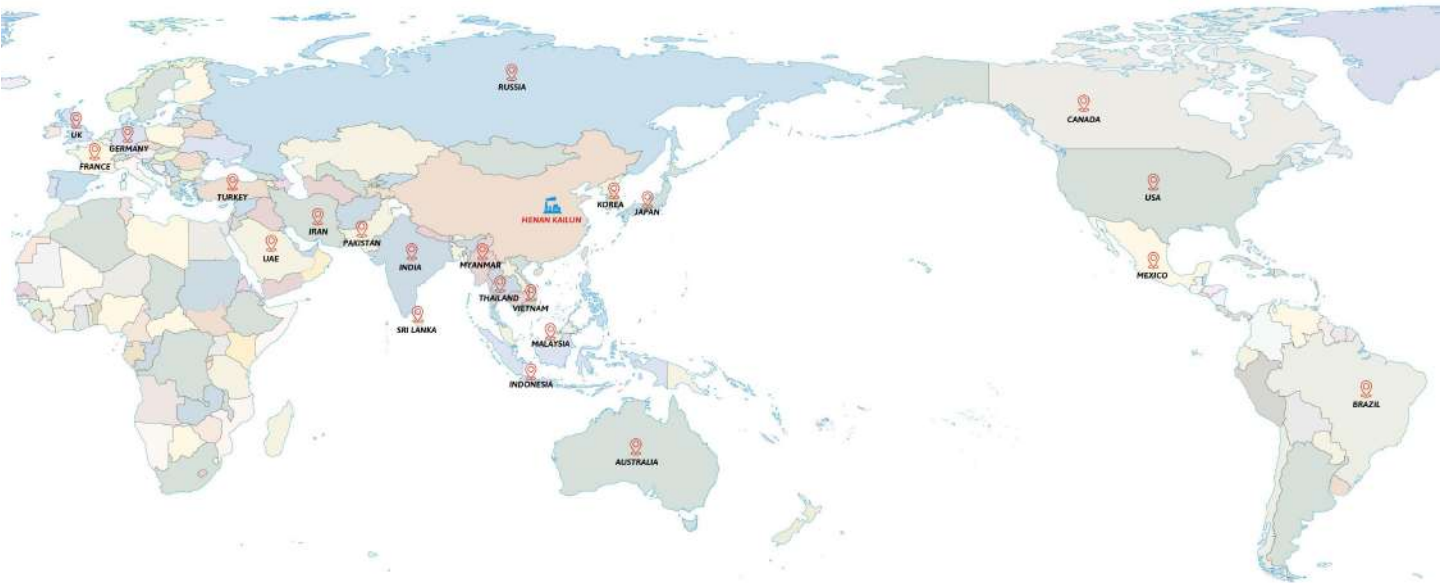 RUSSIA
CANADA
UK
GERMANY
FRANCE
TURKEY
USA
KOREA
JAPAN
HENAN KAILUN
IRAN
PAKISTAN
UAE
INDIA
MYANMAR
MEXICO
THAILAND
VIETNAM
SRI LANKA
MALAYSIA
INDONESIA
BRAZIL
AUSTRALIA